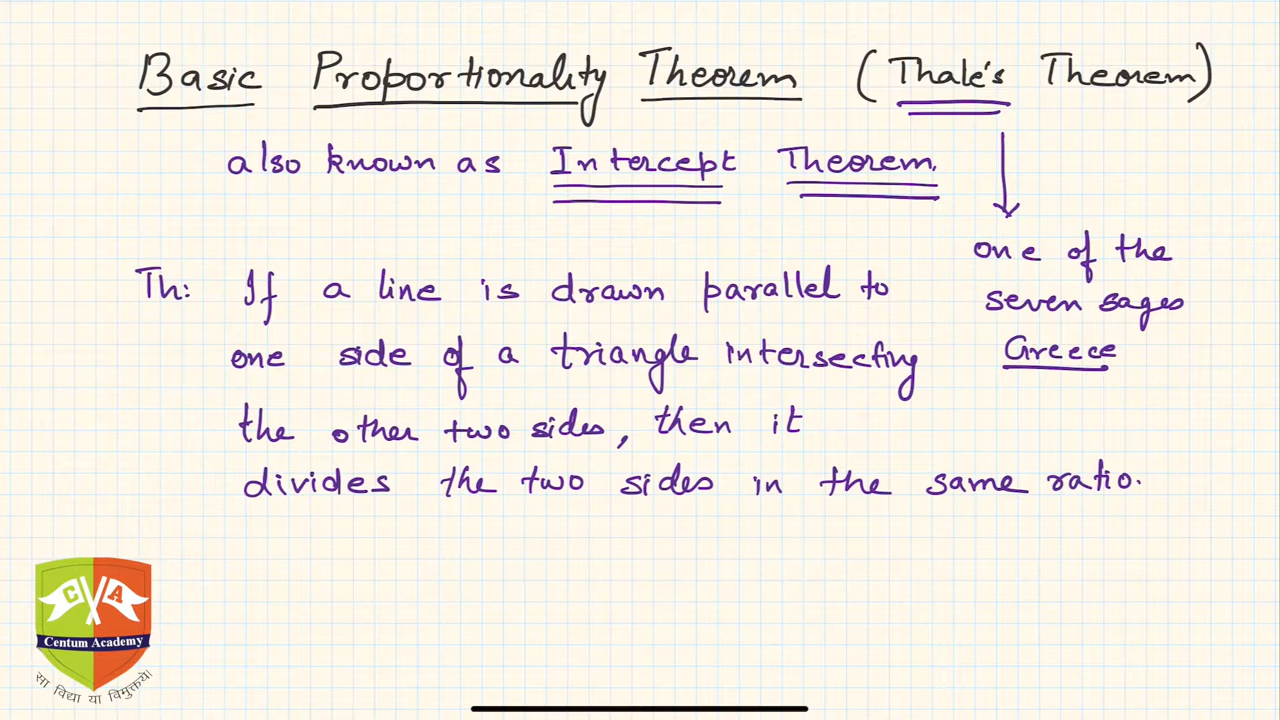 Basic Proportionality Theorem (Thale's Theorem)
also known as Intercept Theorem.
one of the
seven sages
Greece
Th: If a line is drawn parallel to
one side of a triangle intersecting
the other two sides, then it
divides the two sides in the same ratio.
C A
Centum Academy
सा विद्या या विमुक्तये।